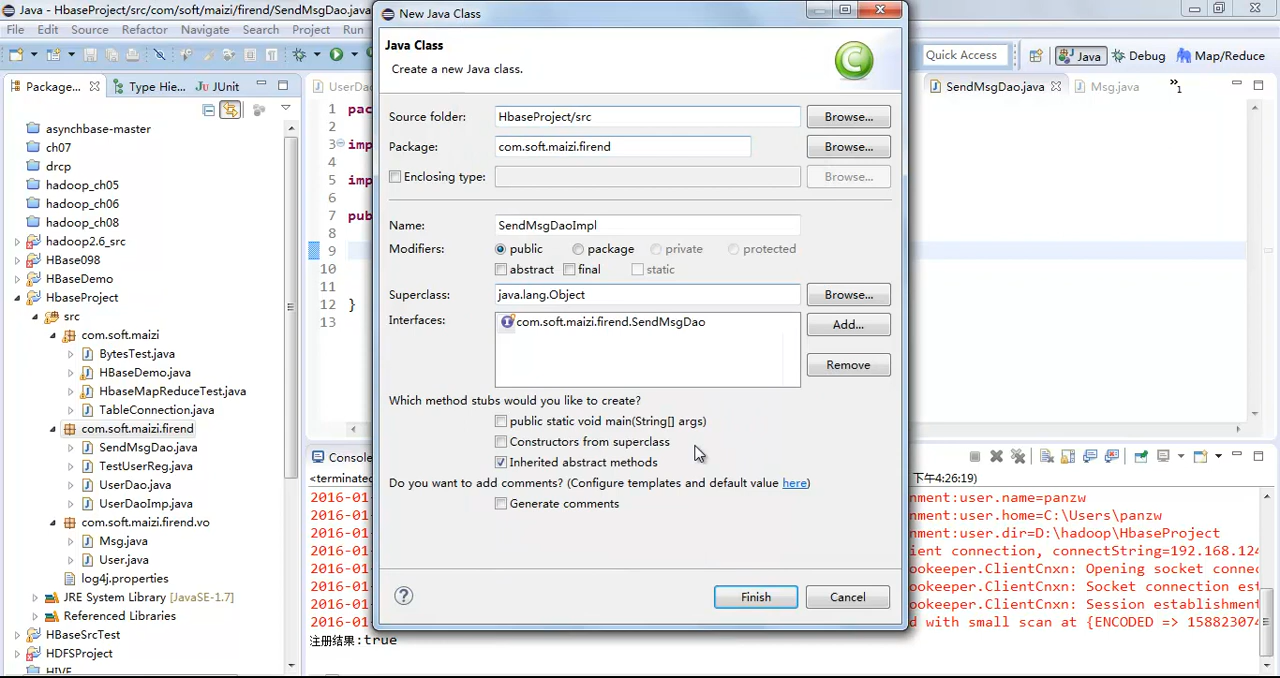 Java - HbaseProject/src/com/soft/maizi/firend/SendMsgDao.java
File Edit Source Refactor Navigate Search Project Run
Quick Access
Java
Debug
Map/Reduce
Package...
Type Hie...
JUnit
asynchbase-master
ch07
drcp
hadoop_ch05
hadoop_ch06
hadoop_ch08
hadoop2.6_src
HBase098
HBaseDemo
HbaseProject
src
com.soft.maizi
BytesTest.java
HBaseDemo.java
HbaseMapReduceTest.java
TableConnection.java
com.soft.maizi.firend
SendMsgDao.java
TestUserReg.java
UserDao.java
UserDaoImp.java
com.soft.maizi.firend.vo
Msg.java
User.java
log4j.properties
JRE System Library [JavaSE-1.7]
Referenced Libraries
HBaseSrcTest
HDFSProject
HIVE
UserDa
SendMsgDao.java
Msg.java
»1
1 pac
2
3 imp
4
5 imp
6
7 pub
8
9
10
11
12 }
13
New Java Class
Java Class
Create a new Java class.
Source folder:
HbaseProject/src
Browse...
Package:
com.soft.maizi.firend
Browse...
Enclosing type:
Browse...
Name:
SendMsgDaoImpl
Modifiers:
public package private protected
abstract final static
Superclass:
java.lang.Object
Browse...
Interfaces:
com.soft.maizi.firend.SendMsgDao
Add...
Remove
Which method stubs would you like to create?
public static void main(String[] args)
Constructors from superclass
Inherited abstract methods
Do you want to add comments? (Configure templates and default value here)
Generate comments
Finish
Cancel
Console
<terminated
下午4:26:19)
2016-01-
nment:user.name=panzw
2016-01
nment:user.home=C:\Users\panzw
2016-01
nment:user.dir=D:\hadoop\HbaseProject
2016-01
ient connection, connectString=192.168.124
2016-01
ookeeper.ClientCnxn: Opening socket connec
2016-01
ookeeper.ClientCnxn: Socket connection est
2016-01
ookeeper.ClientCnxn: Session establishment
2016-01
d with small scan at {ENCODED => 158823074
注册结果:true